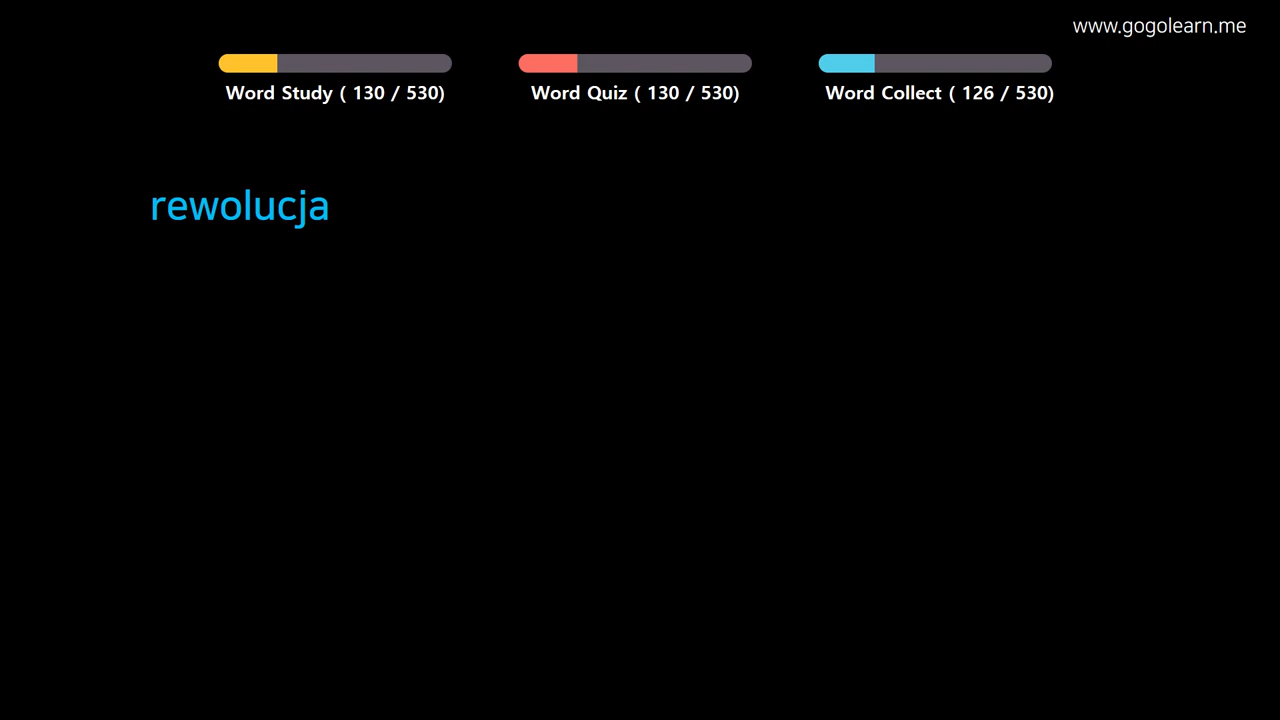 www.gogolearn.me
Word Study ( 130 / 530)
Word Quiz ( 130 / 530)
Word Collect ( 126 / 530)
rewolucja